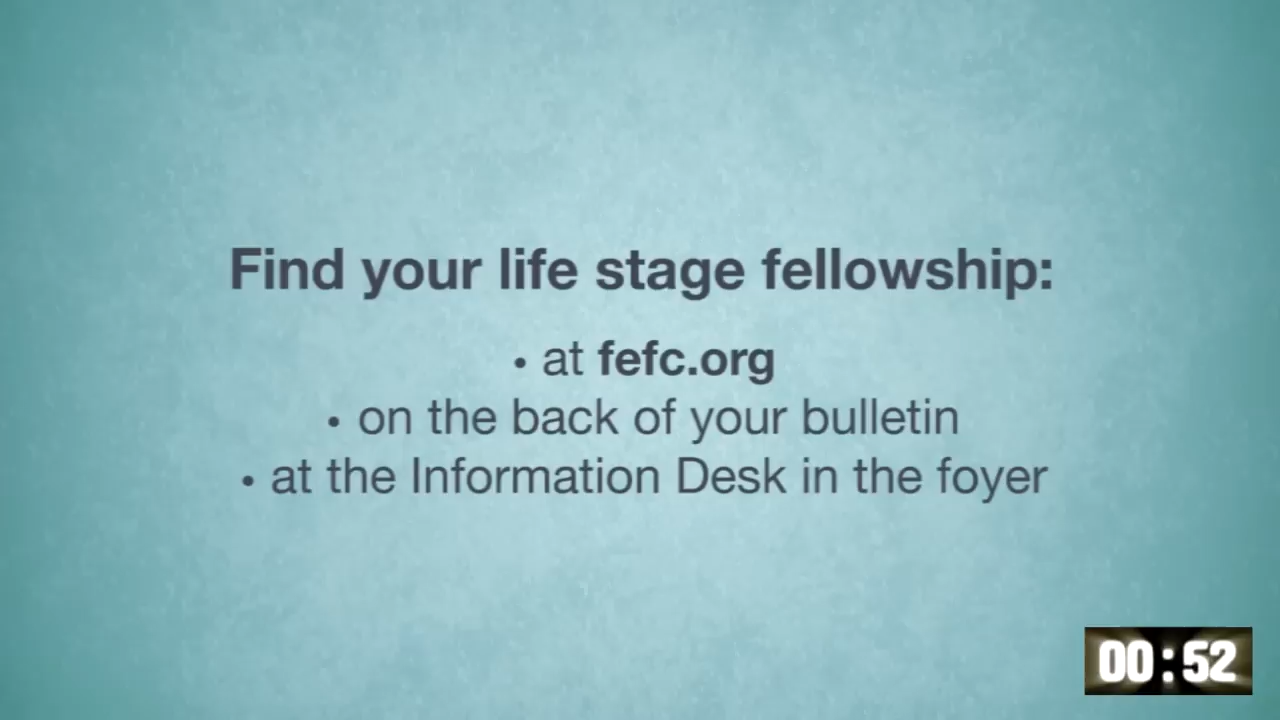 Find your life stage fellowship:
• at fefc.org
• on the back of your bulletin
• at the Information Desk in the foyer
00:52